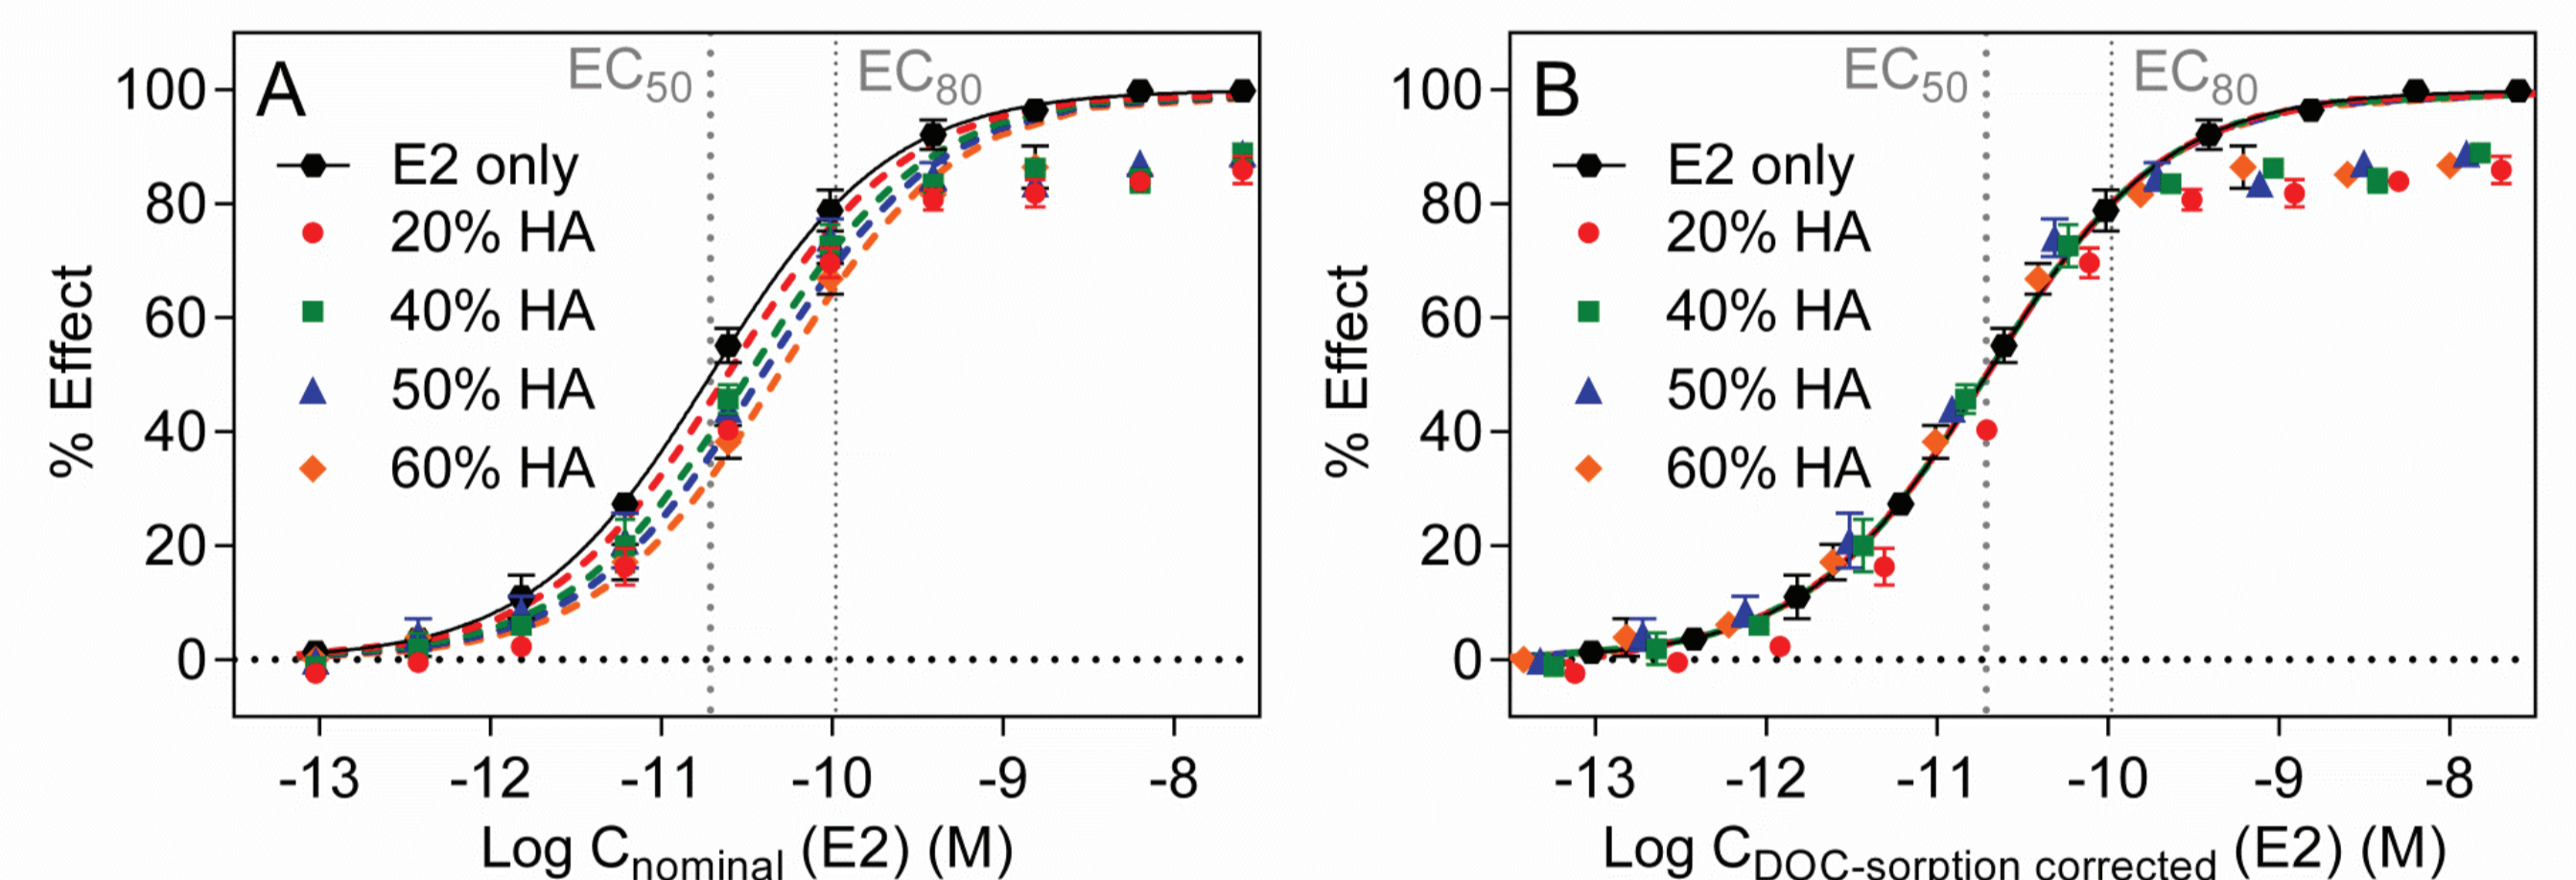 A
EC50
EC80
100
80
60
40
20
0
% Effect
E2 only
20% HA
40% HA
50% HA
60% HA
-13 -12 -11 -10 -9 -8
Log Cnominal (E2) (M)
B
EC50
EC80
100
80
60
40
20
0
% Effect
E2 only
20% HA
40% HA
50% HA
60% HA
-13 -12 -11 -10 -9 -8
Log CDOC-sorption corrected (E2) (M)